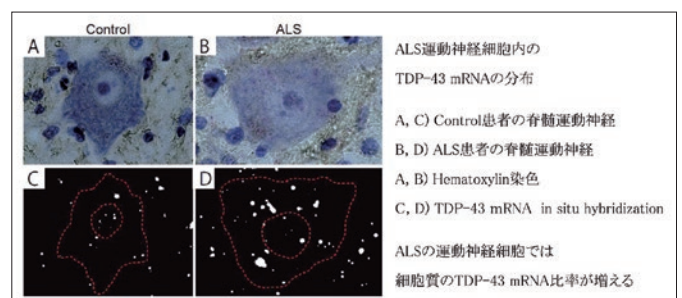 Control
ALS
A
B
C
D
ALS運動神経細胞内の
TDP-43 mRNAの分布
A, C) Control患者の脊髄運動神経
B, D) ALS患者の脊髄運動神経
A, B) Hematoxylin染色
C, D) TDP-43 mRNA in situ hybridization
ALSの運動神経細胞では
細胞質のTDP-43 mRNA比率が増える